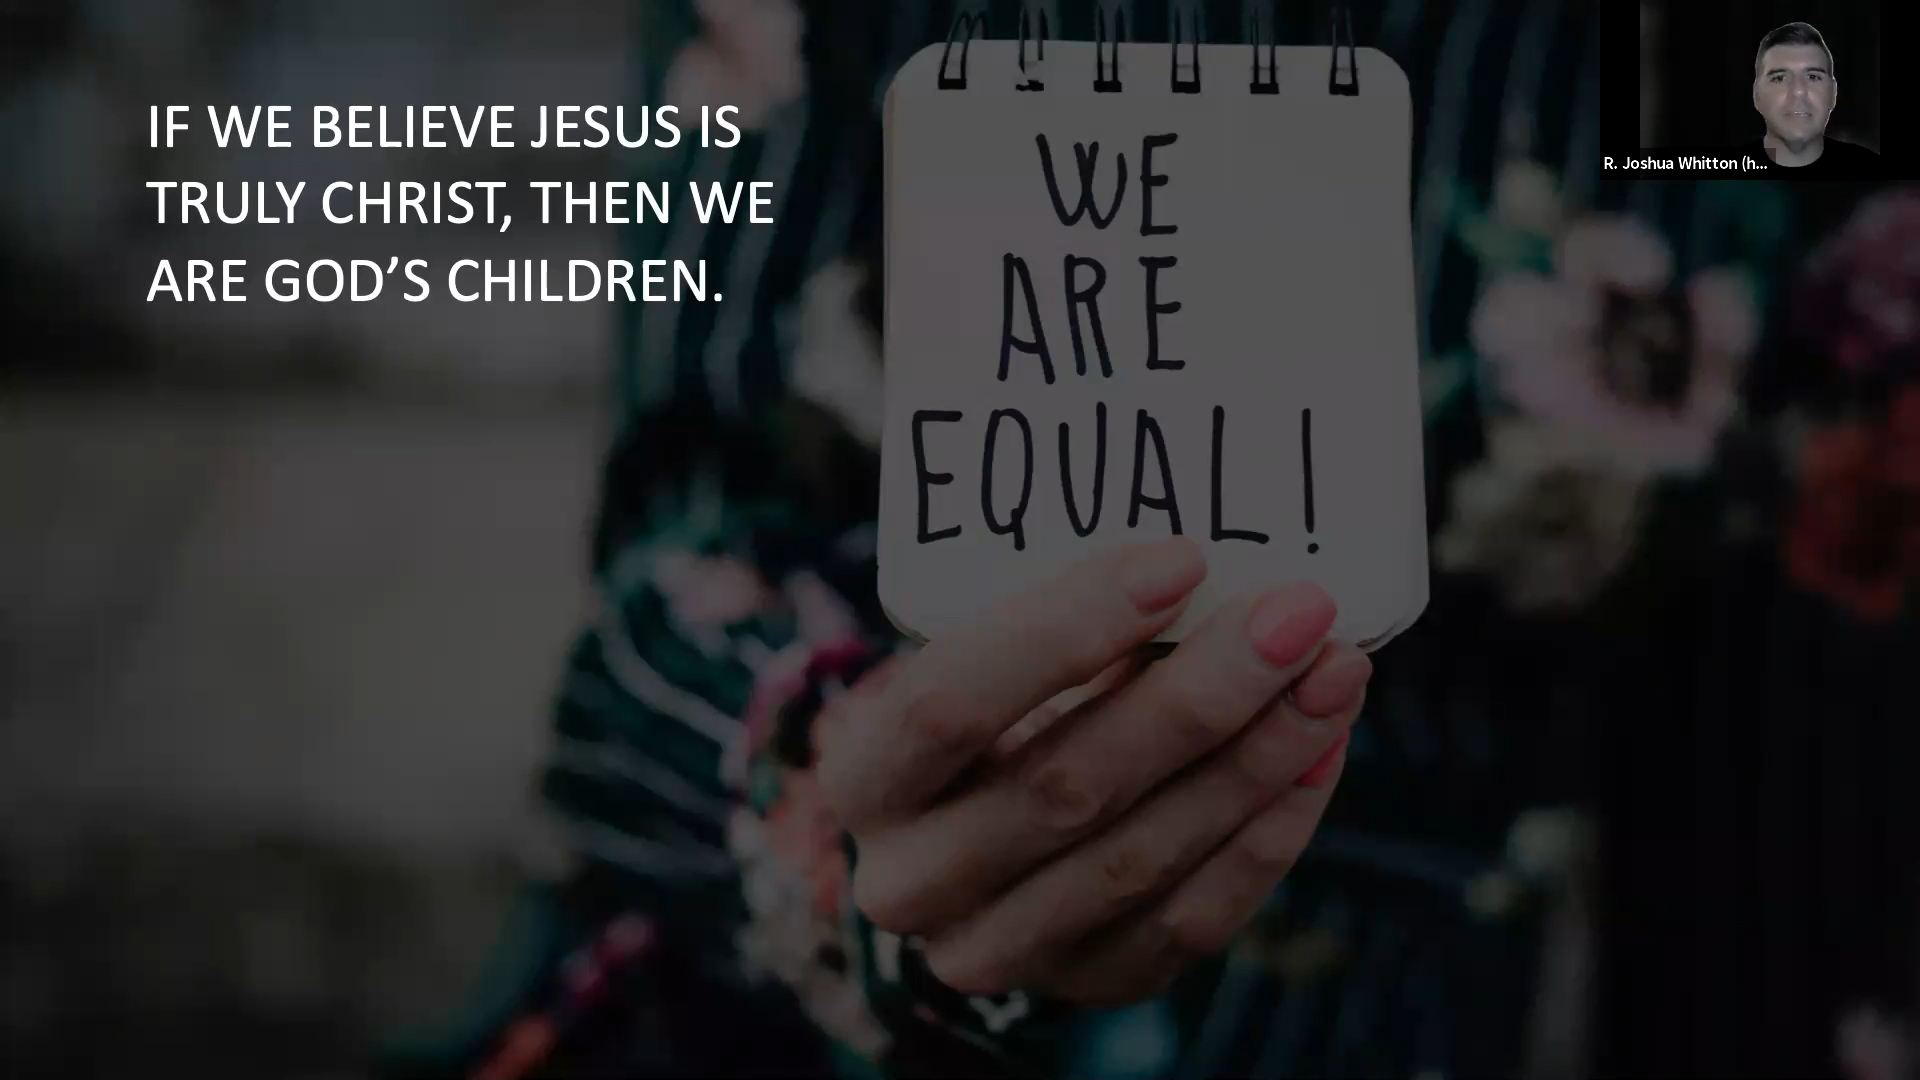 IF WE BELIEVE JESUS IS
TRULY CHRIST, THEN WE
ARE GOD’S CHILDREN.
WE
ARE
EQUAL!
R. Joshua Whitton (h...